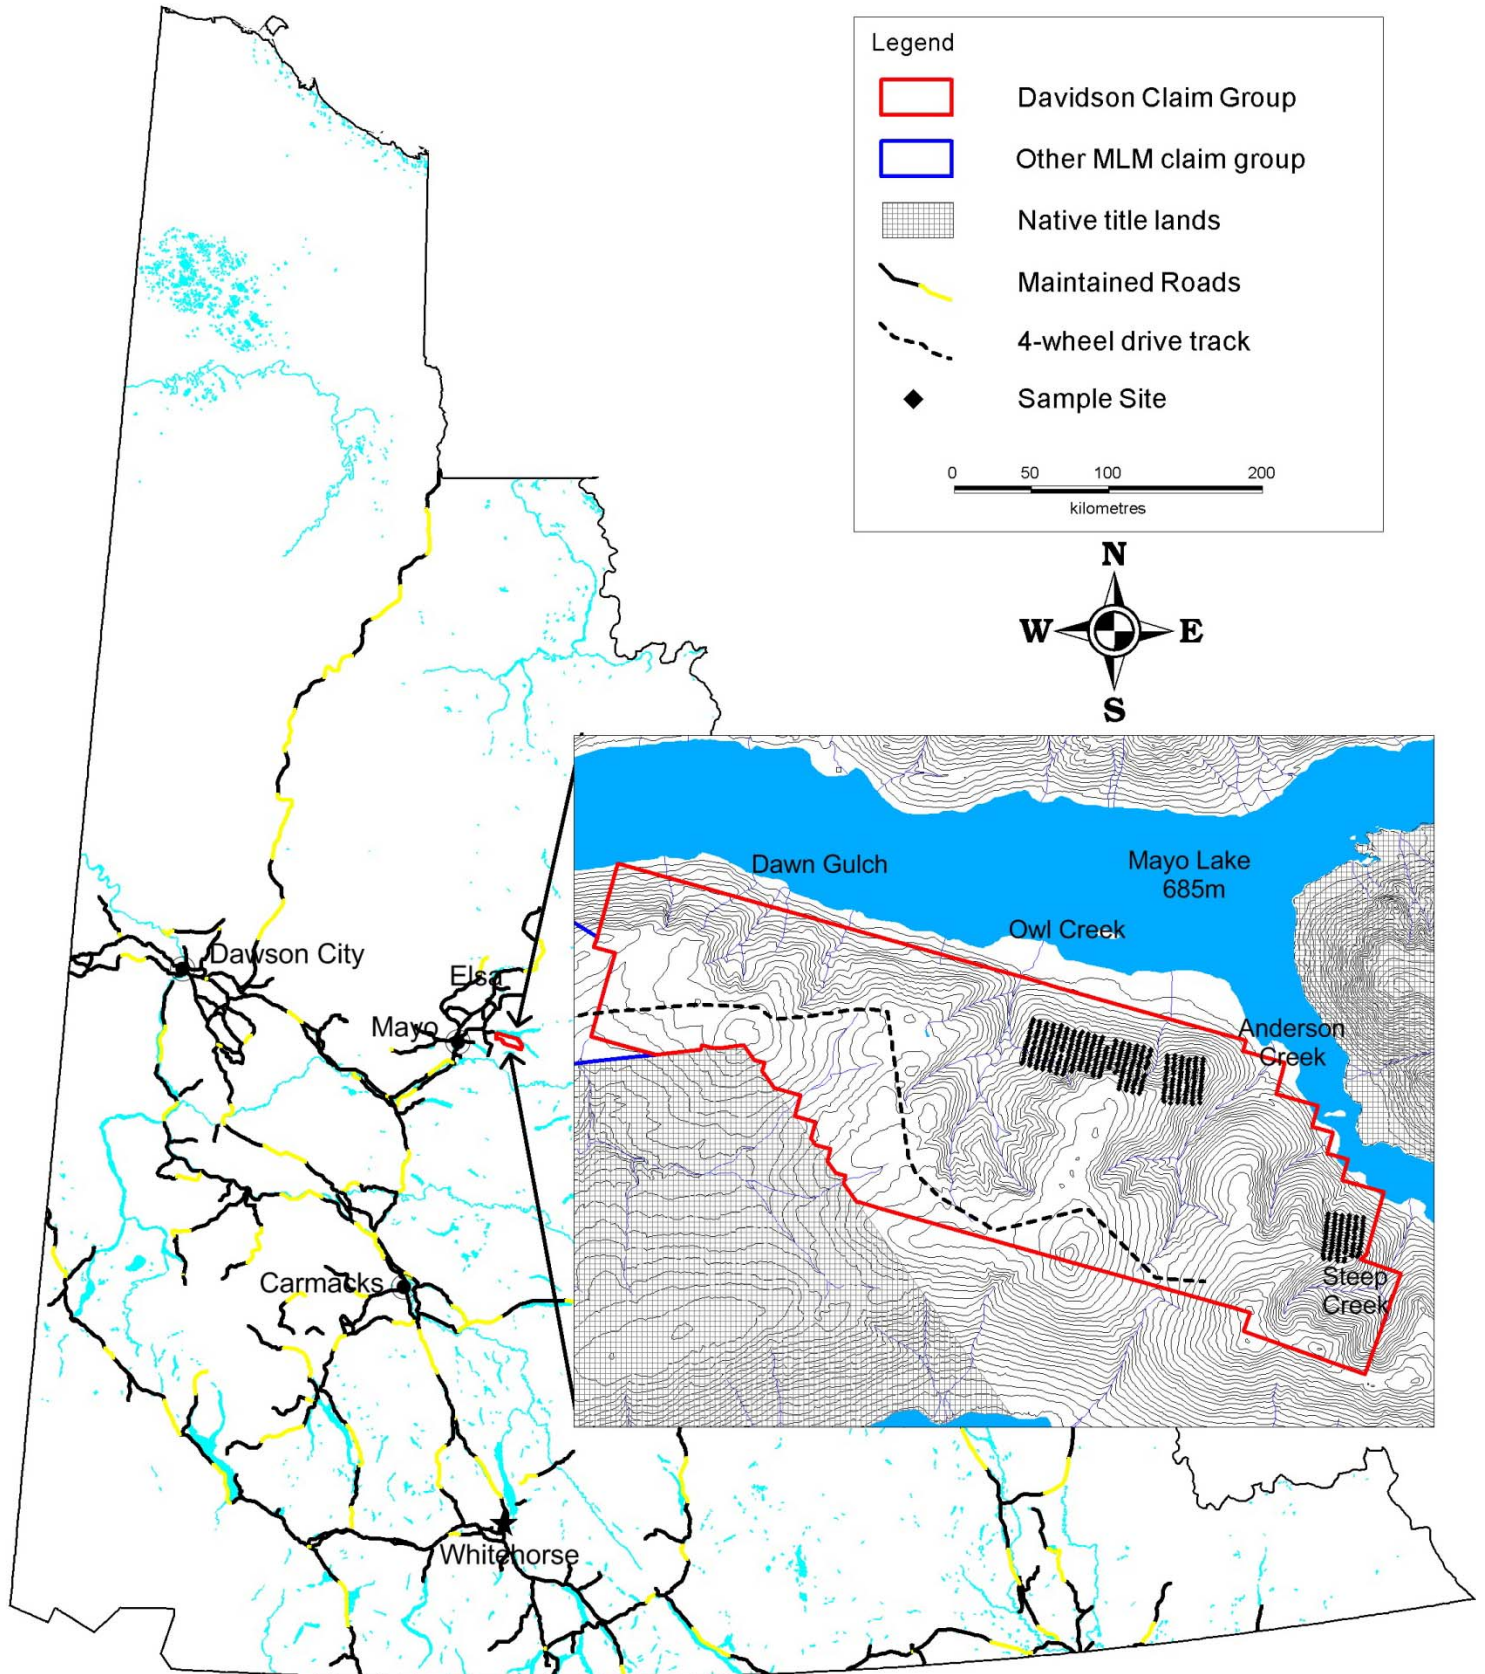 Legend
Davidson Claim Group
Other MLM claim group
Native title lands
Maintained Roads
4-wheel drive track
Sample Site
0 50 100 200
kilometres
N
W E
S
Dawn Gulch
Mayo Lake
685m
Owl Creek
Anderson
Creek
Steep
Creek
Dawson City
Elsa
Mayo
Carmacks
Whitehorse